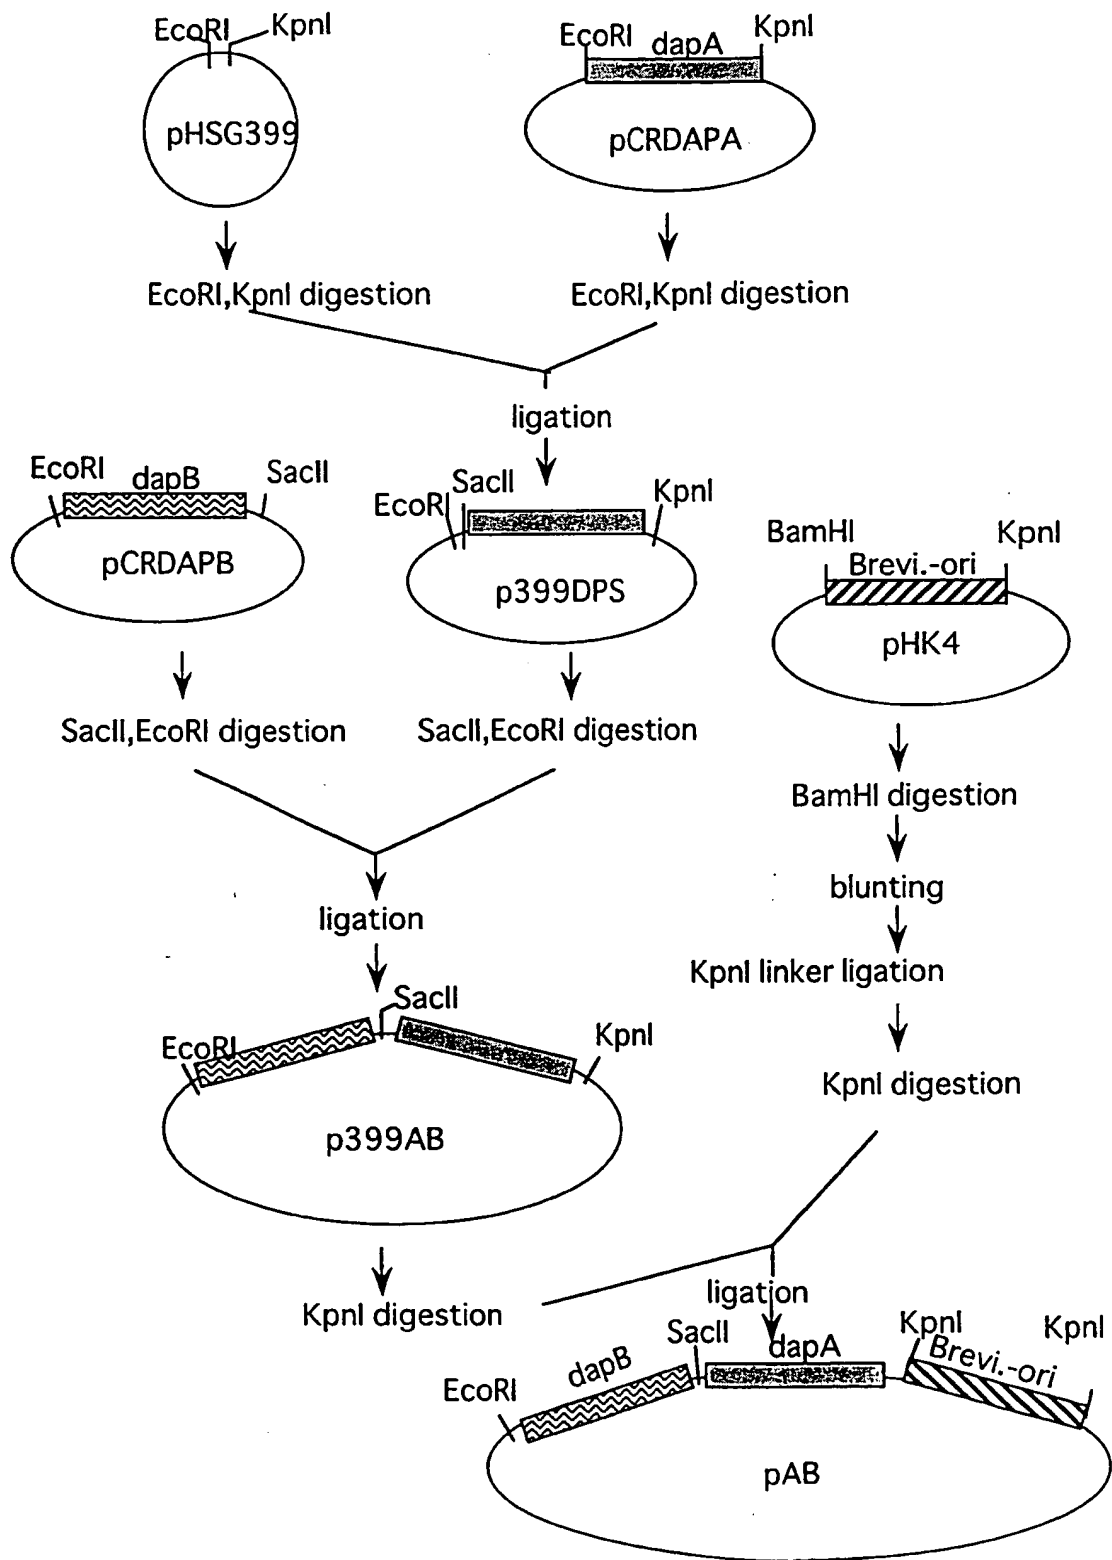 EcoRI KpnI
pHSG399
EcoRI dapA KpnI
pCRDAPA
EcoRI,KpnI digestion
EcoRI,KpnI digestion
ligation
EcoRI dapB SacII
pCRDAPB
EcoRI SacII KpnI
p399DPS
BamHI KpnI
Brevi.-ori
pHK4
SacII,EcoRI digestion
SacII,EcoRI digestion
BamHI digestion
blunting
ligation
KpnI linker ligation
SacII
EcoRI KpnI
p399AB
KpnI digestion
KpnI digestion
ligation
EcoRI dapB SacII dapA KpnI Brevi.-ori KpnI
pAB